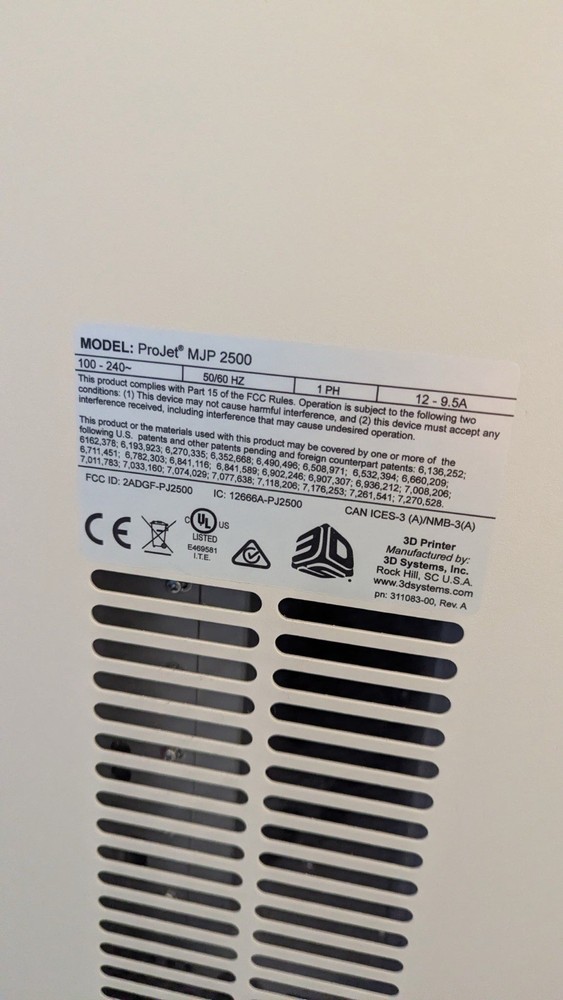 MODEL: ProJet® MJP 2500
100 - 240~ 50/60 HZ 1 PH 12 - 9.5A
This product complies with Part 15 of the FCC Rules. Operation is subject to the following two
conditions: (1) This device may not cause harmful interference, and (2) this device must accept any
interference received, including interference that may cause undesired operation.
This product or the materials used with this product may be covered by one or more of the
following U.S. patents and other patents pending and foreign counterpart patents: 6,136,252;
6162,378; 6,193,923; 6,270,335; 6,352,668; 6,490,496; 6,508,971; 6,532,394; 6,660,209;
6,711,451; 6,782,303; 6,841,116; 6,841,589; 6,902,246; 6,907,307; 6,936,212; 7,008,206;
7,011,783; 7,033,160; 7,074,029; 7,077,638; 7,118,206; 7,176,253; 7,261,541; 7,270,528.
FCC ID: 2ADGF-PJ2500 IC: 12666A-PJ2500 CAN ICES-3 (A)/NMB-3(A)
CE
C UL US
LISTED
E469581
I.T.E.
3D
3D Printer
Manufactured by:
3D Systems, Inc.
Rock Hill, SC U.S.A.
www.3dsystems.com
pn: 311083-00, Rev. A